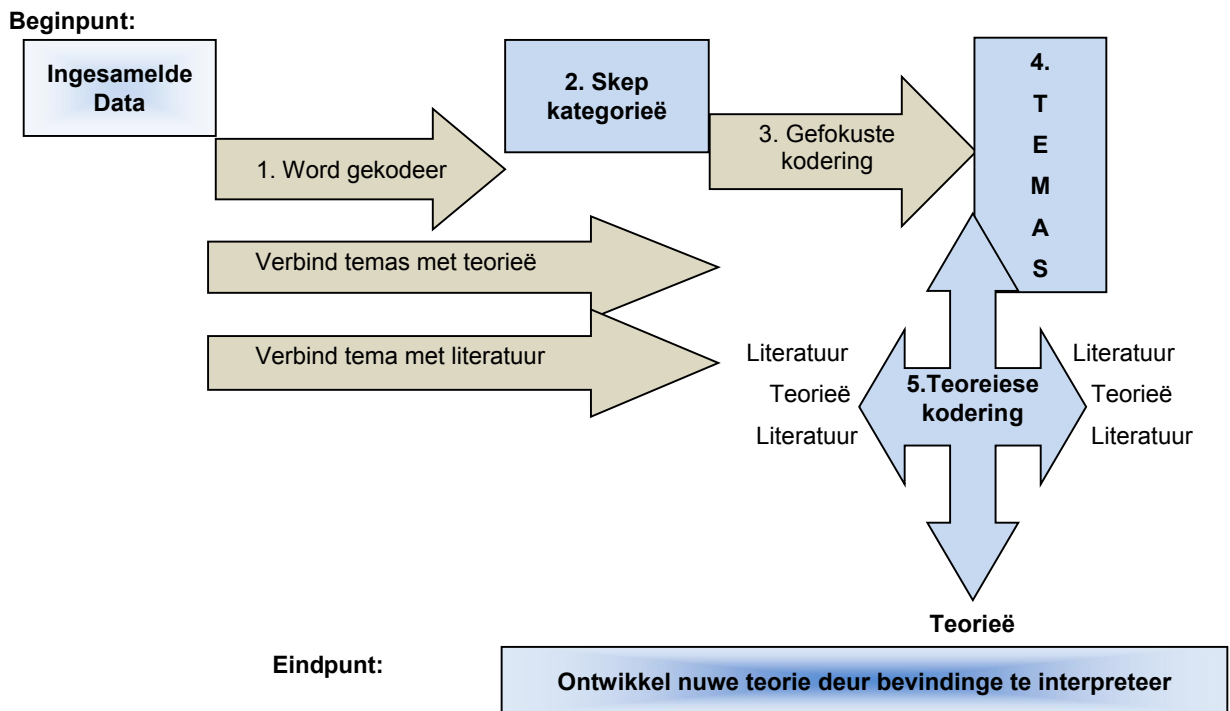 Beginpunt:
Ingesamelde
Data
1. Word gekodeer
2. Skep
kategorieë
3. Gefokuste
kodering
4.
T
E
M
A
S
Verbind temas met teorieë
Verbind tema met literatuur
Literatuur
Teorieë
Literatuur
5.Teoreiese
kodering
Literatuur
Teorieë
Literatuur
Teorieë
Eindpunt:
Ontwikkel nuwe teorie deur bevindinge te interpreteer